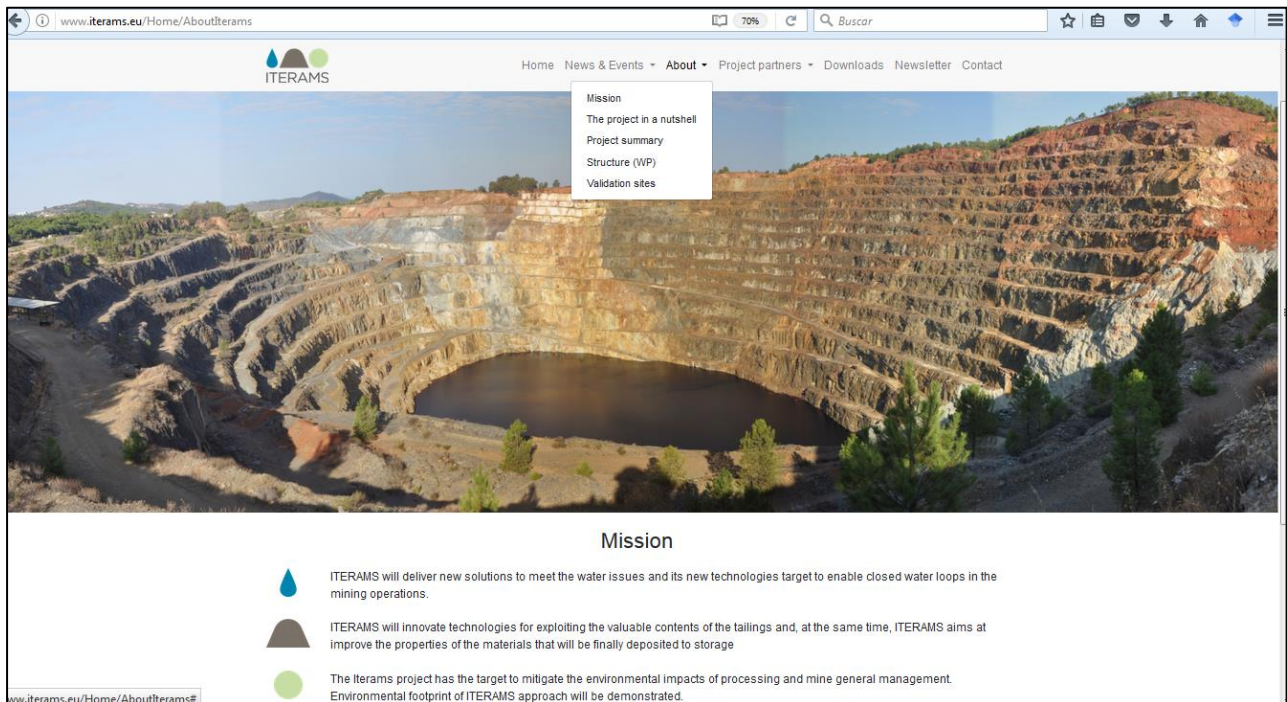 www.iterams.eu/Home/AboutIterams
70%
Buscar
ITERAMS
Home News & Events About Project partners Downloads Newsletter Contact
Mission
The project in a nutshell
Project summary
Structure (WP)
Validation sites
Mission
ITERAMS will deliver new solutions to meet the water issues and its new technologies target to enable closed water loops in the
mining operations.
ITERAMS will innovate technologies for exploiting the valuable contents of the tailings and, at the same time, ITERAMS aims at
improve the properties of the materials that will be finally deposited to storage
The Iterams project has the target to mitigate the environmental impacts of processing and mine general management.
Environmental footprint of ITERAMS approach will be demonstrated.
www.iterams.eu/Home/AboutIterams#